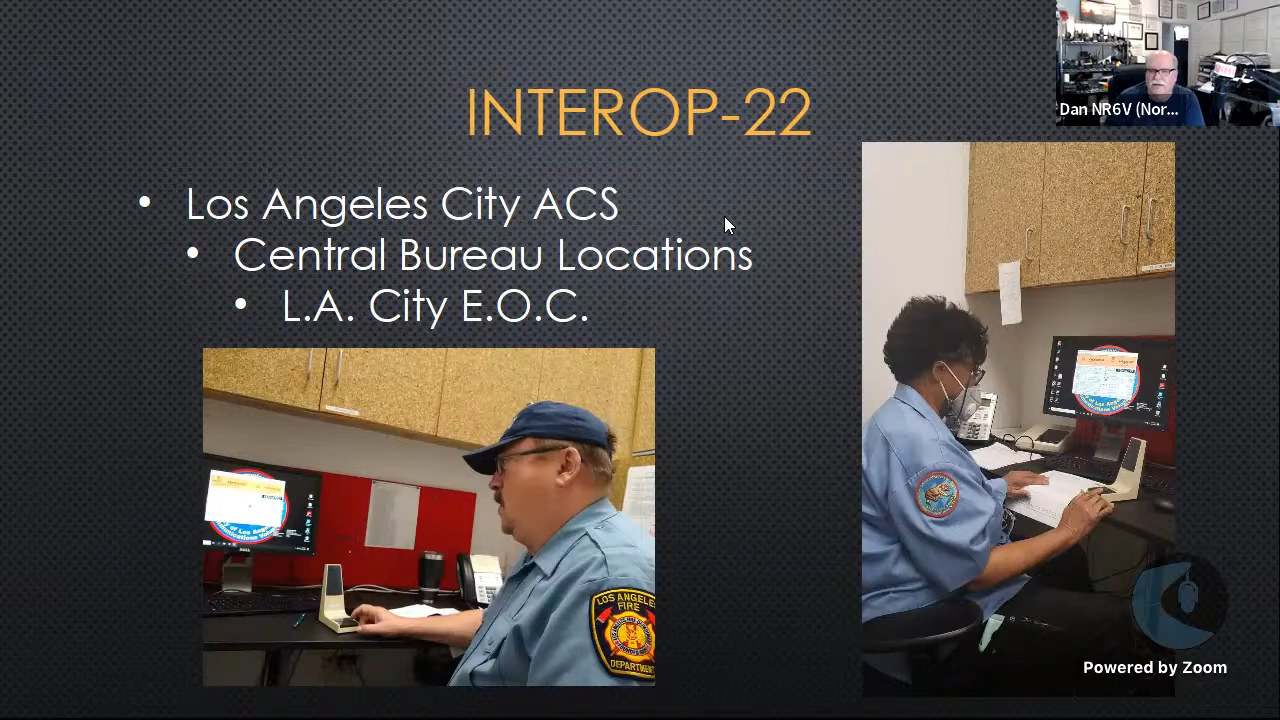 INTEROP-22
Dan NR6V (Nor...
• Los Angeles City ACS
• Central Bureau Locations
• L.A. City E.O.C.
LOS ANGELES
FIRE
DEPARTMENT
DELL
Powered by Zoom